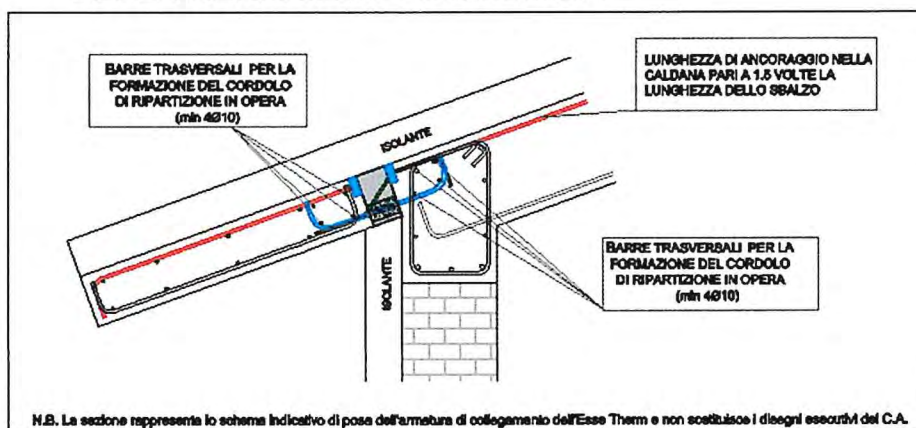 BARRE TRASVERSALI PER LA
FORMAZIONE DEL CORDOLO
DI RIPARTIZIONE IN OPERA
(min 4Ø10)
LUNGHEZZA DI ANCORAGGIO NELLA
CALDANA PARI A 1.5 VOLTE LA
LUNGHEZZA DELLO SBALZO
ISOLANTE
ISOLANTE
BARRE TRASVERSALI PER LA
FORMAZIONE DEL CORDOLO
DI RIPARTIZIONE IN OPERA
(min 4Ø10)
N.B. La sezione rappresenta lo schema indicativo di posa dell'armatura di collegamento dell'Esse Therm e non sostituisce i disegni esecutivi del C.A.